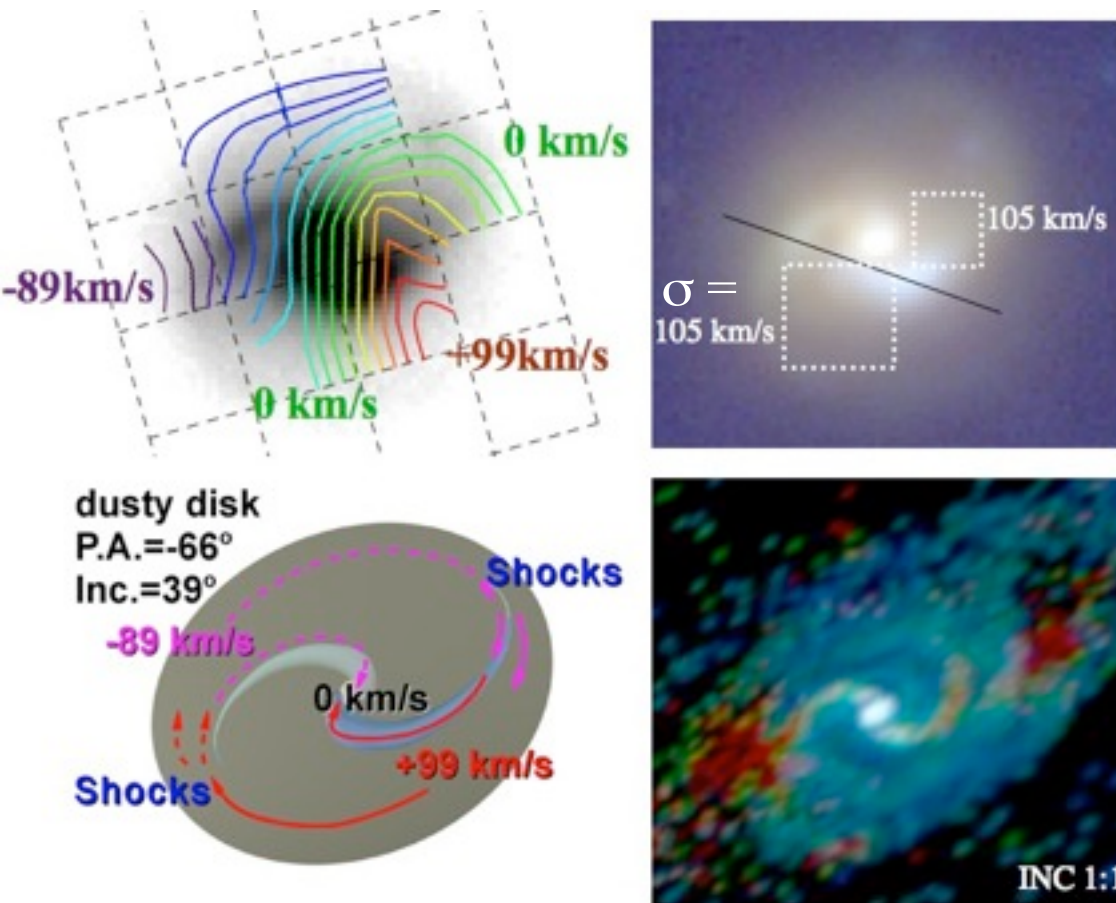 0 km/s
-89km/s
+99km/s
0 km/s
105 km/s
σ =
105 km/s
dusty disk
P.A.=-66°
Inc.=39°
Shocks
-89 km/s
0 km/s
+99 km/s
Shocks
INC 1:1